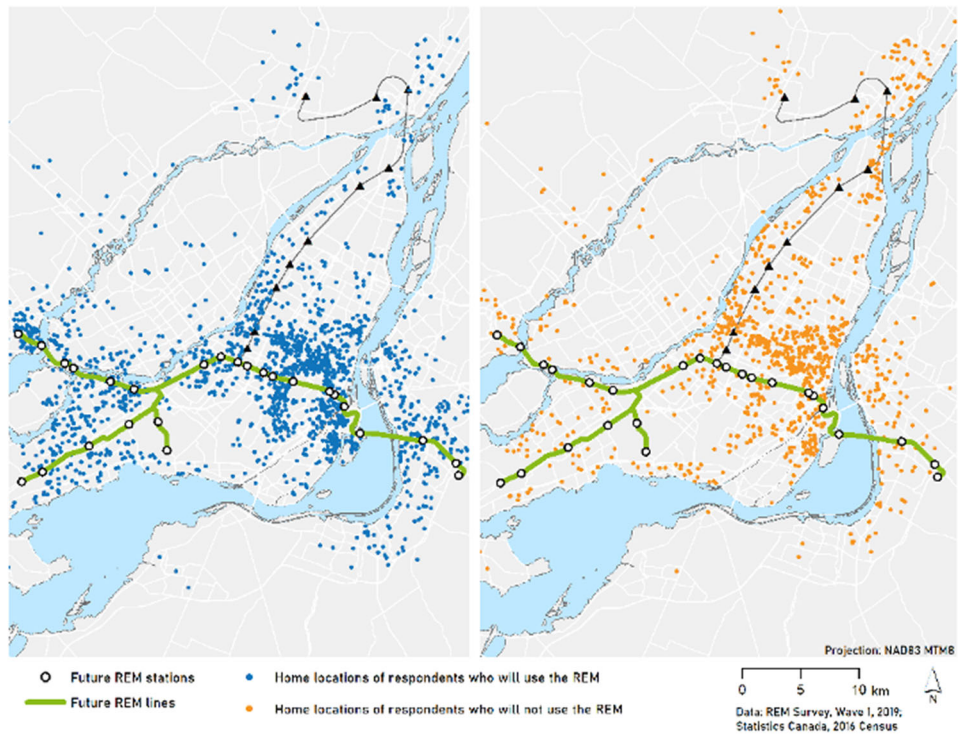 Projection: NAD83 MTM8
Future REM stations
Future REM lines
Home locations of respondents who will use the REM
Home locations of respondents who will not use the REM
0 5 10 km
N
Data: REM Survey, Wave 1, 2019;
Statistics Canada, 2016 Census